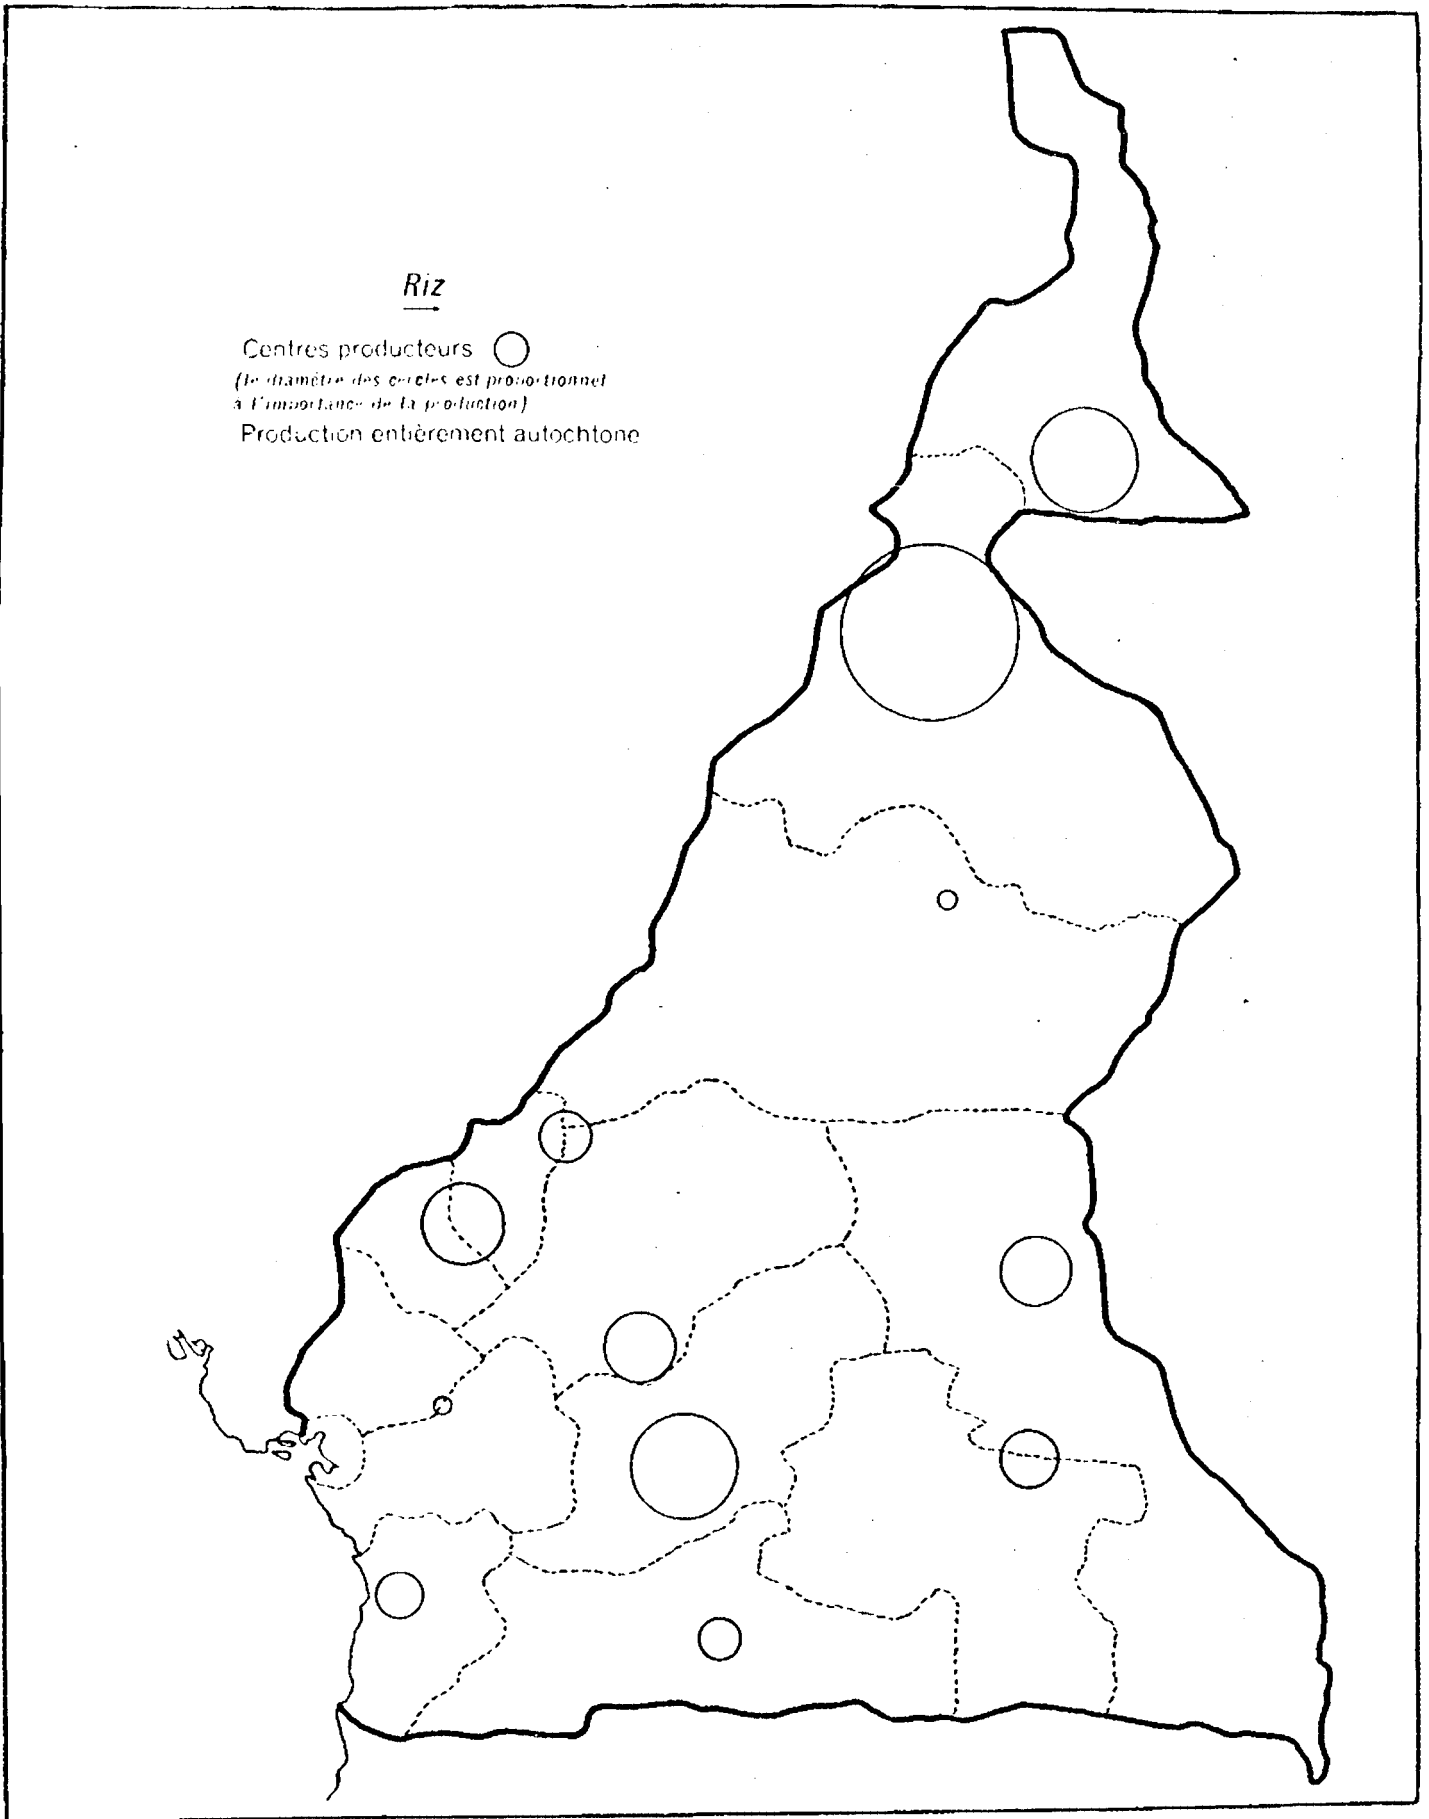 Riz
Centres producteurs
(le diamètre des cercles est proportionnel
à l'importance de la production)
Production entièrement autochtone